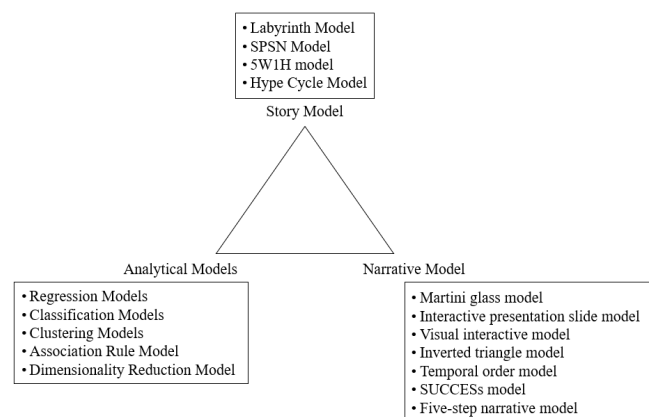 • Labyrinth Model
• SPSN Model
• 5W1H model
• Hype Cycle Model
Story Model
Analytical Models
Narrative Model
• Regression Models
• Classification Models
• Clustering Models
• Association Rule Model
• Dimensionality Reduction Model
• Martini glass model
• Interactive presentation slide model
• Visual interactive model
• Inverted triangle model
• Temporal order model
• SUCCESs model
• Five-step narrative model